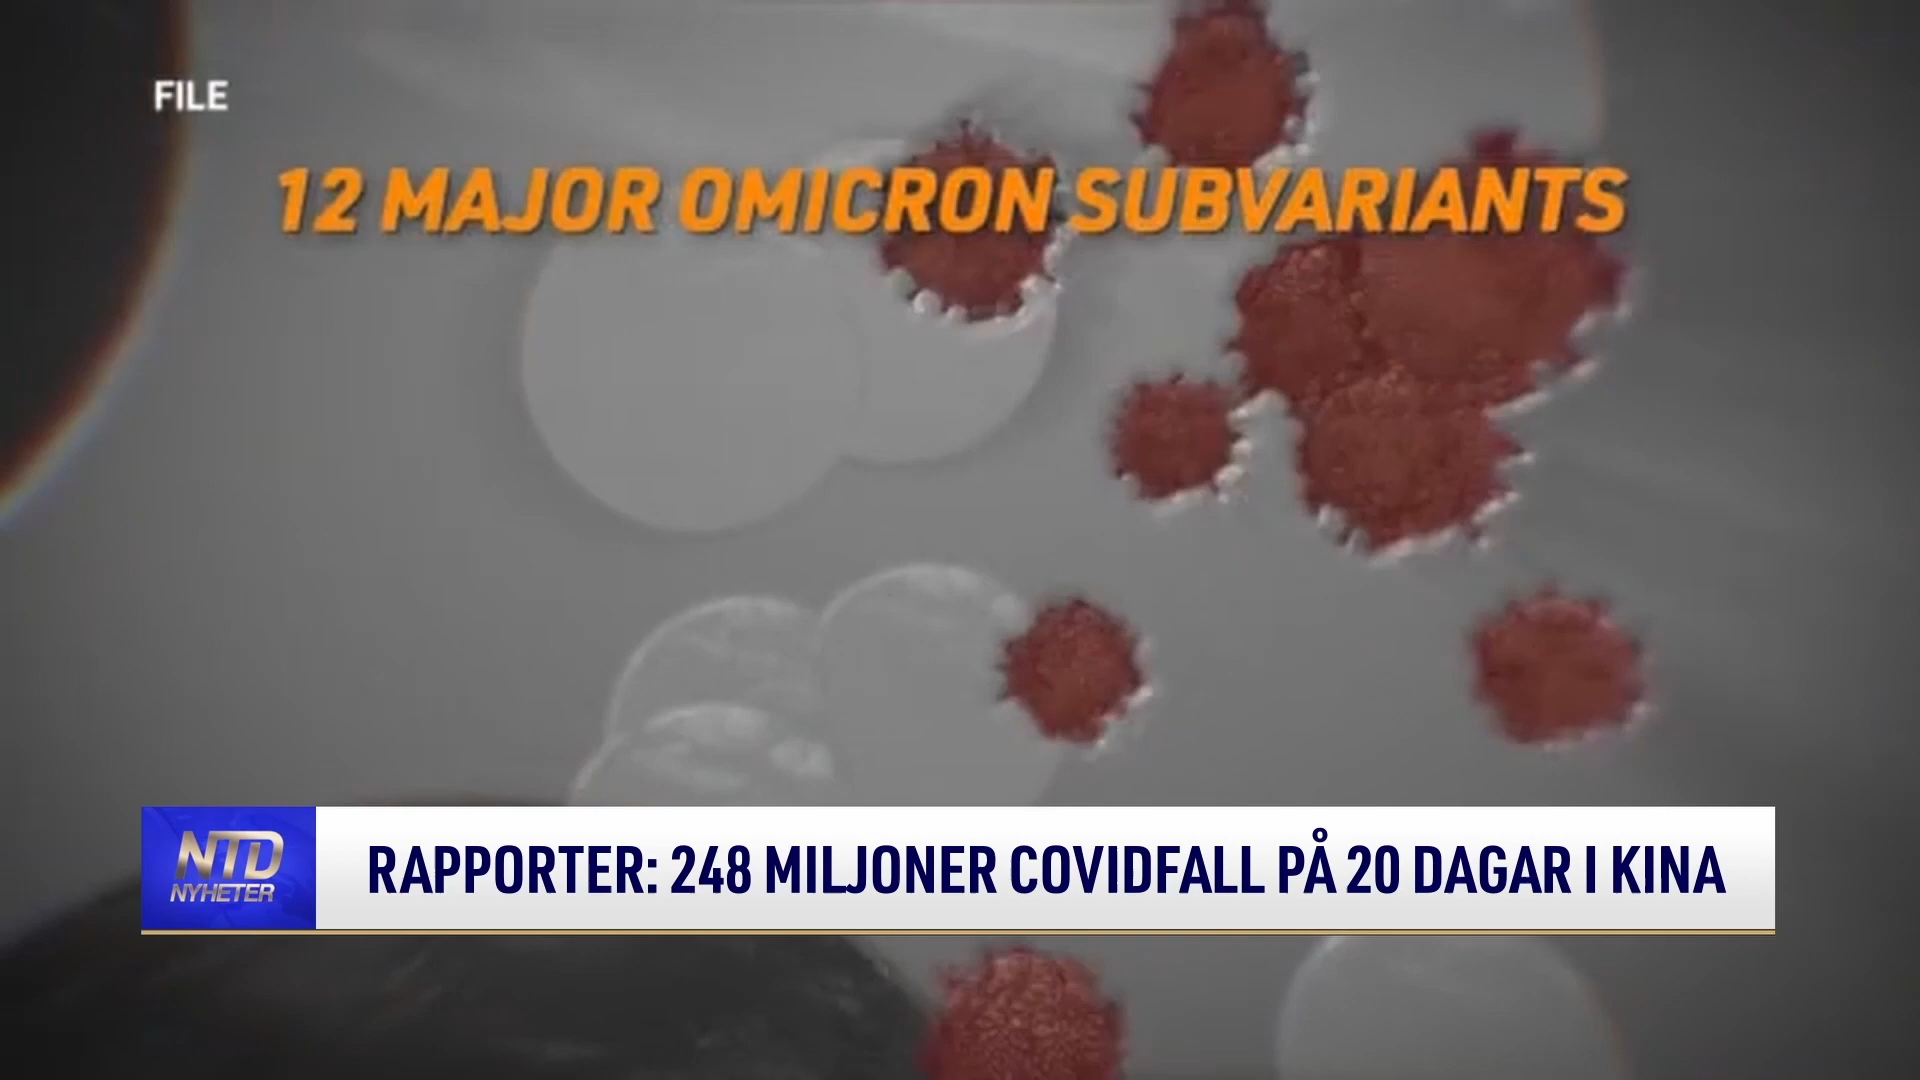 FILE
12 MAJOR OMICRON SUBVARIANTS
NTD
NYHETER
RAPPORTER: 248 MILJONER COVIDFALL PÅ 20 DAGAR I KINA